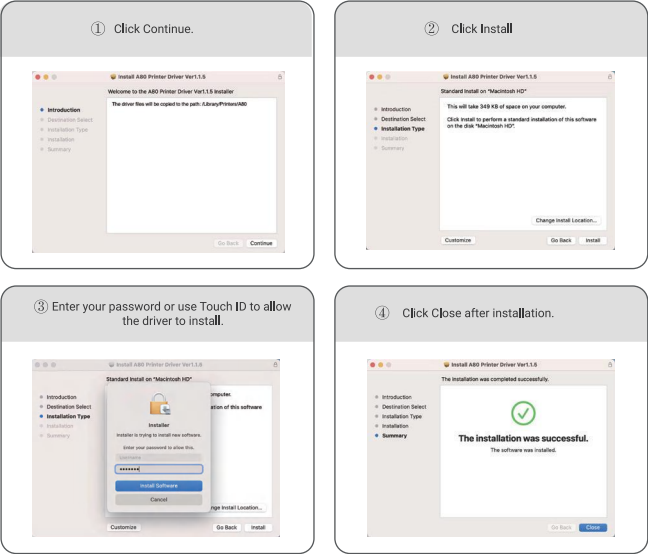 ① Click Continue.
Install A80 Printer Driver Ver1.1.5
Welcome to the A80 Printer Driver Ver1.1.5 Installer
The driver files will be copied to the path: /Library/Printers/A80
Introduction
Destination Select
Installation Type
Installation
Summary
Go Back
Continue
② Click Install
Install A80 Printer Driver Ver1.1.5
Standard Install on "Macintosh HD"
This will take 349 KB of space on your computer.
Click Install to perform a standard installation of this software
on the disk "Macintosh HD".
Introduction
Destination Select
Installation Type
Installation
Summary
Change Install Location...
Customize
Go Back
Install
③ Enter your password or use Touch ID to allow
the driver to install.
Install A80 Printer Driver Ver1.1.5
Standard Install on "Macintosh HD"
Introduction
Destination Select
Installation Type
Installation
Summary
omputer.
ation of this software
Installer
Installer is trying to install new software.
Enter your password to allow this.
Install Software
Cancel
nge Install Location...
Customize
Go Back
Install
④ Click Close after installation.
Install A80 Printer Driver Ver1.1.5
The installation was completed successfully.
Introduction
Destination Select
Installation Type
Installation
Summary
The installation was successful.
The software was installed.
Go Back
Close